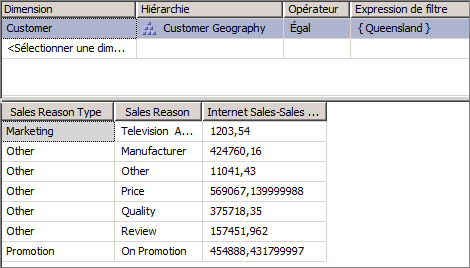 Dimension Hiérarchie Opérateur Expression de filtre
Customer Customer Geography Égal { Queensland }
<Sélectionner une dim...
Sales Reason Type Sales Reason Internet Sales-Sales ...
Marketing Television A... 1203,54
Other Manufacturer 424760,16
Other Other 11041,43
Other Price 569067,139999988
Other Quality 375718,35
Other Review 157451,962
Promotion On Promotion 454888,431799997